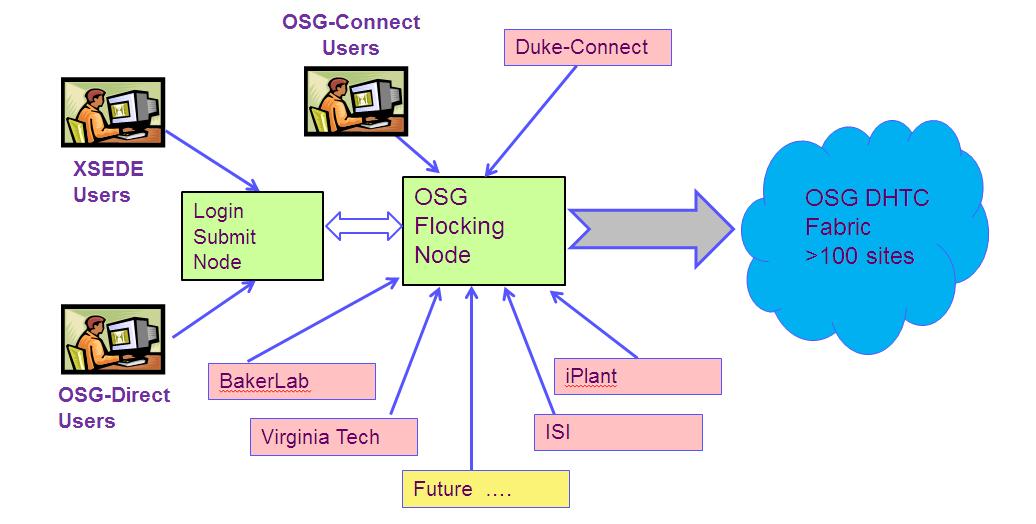 OSG-Connect
Users
Duke-Connect
XSEDE
Users
Login
Submit
Node
OSG
Flocking
Node
OSG DHTC
Fabric
>100 sites
OSG-Direct
Users
BakerLab
Virginia Tech
Future ....
ISI
iPlant